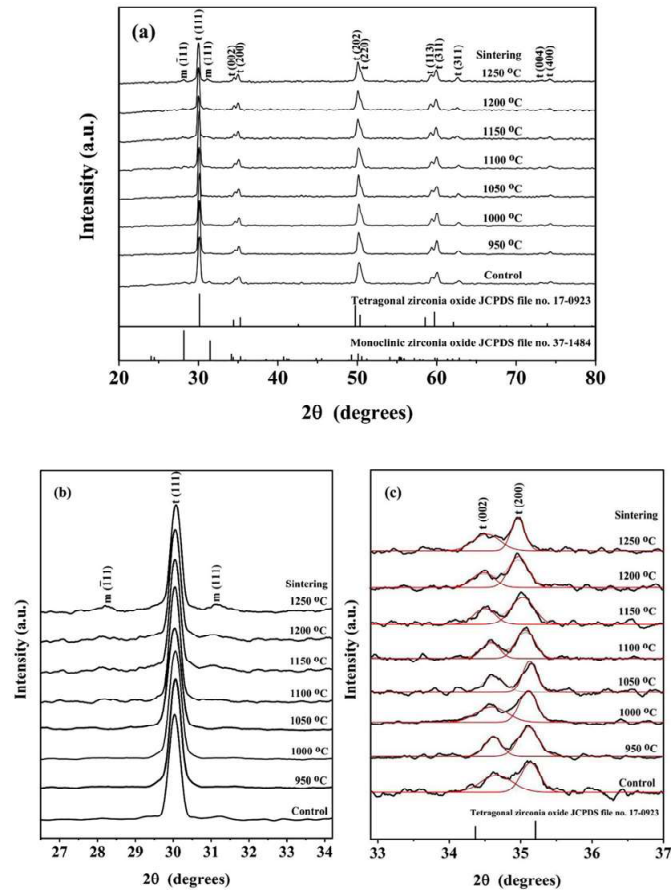 (a)
m (1̄11)
t (111)
m (111)
t (002)
t (200)
t (202)
t (220)
t (113)
t (311)
t (311)
t (004)
t (400)
Sintering
1250 °C
1200 °C
1150 °C
1100 °C
1050 °C
1000 °C
950 °C
Control
Tetragonal zirconia oxide JCPDS file no. 17-0923
Monoclinic zirconia oxide JCPDS file no. 37-1484
Intensity (a.u.)
20 30 40 50 60 70 80
2θ (degrees)
(b)
m (1̄11)
t (111)
m (111)
Sintering
1250 °C
1200 °C
1150 °C
1100 °C
1050 °C
1000 °C
950 °C
Control
Intensity (a.u.)
27 28 29 30 31 32 33 34
2θ (degrees)
(c)
t (002)
t (200)
Sintering
1250 °C
1200 °C
1150 °C
1100 °C
1050 °C
1000 °C
950 °C
Control
Tetragonal zirconia oxide JCPDS file no. 17-0923
Intensity (a.u.)
33 34 35 36 37
2θ (degrees)